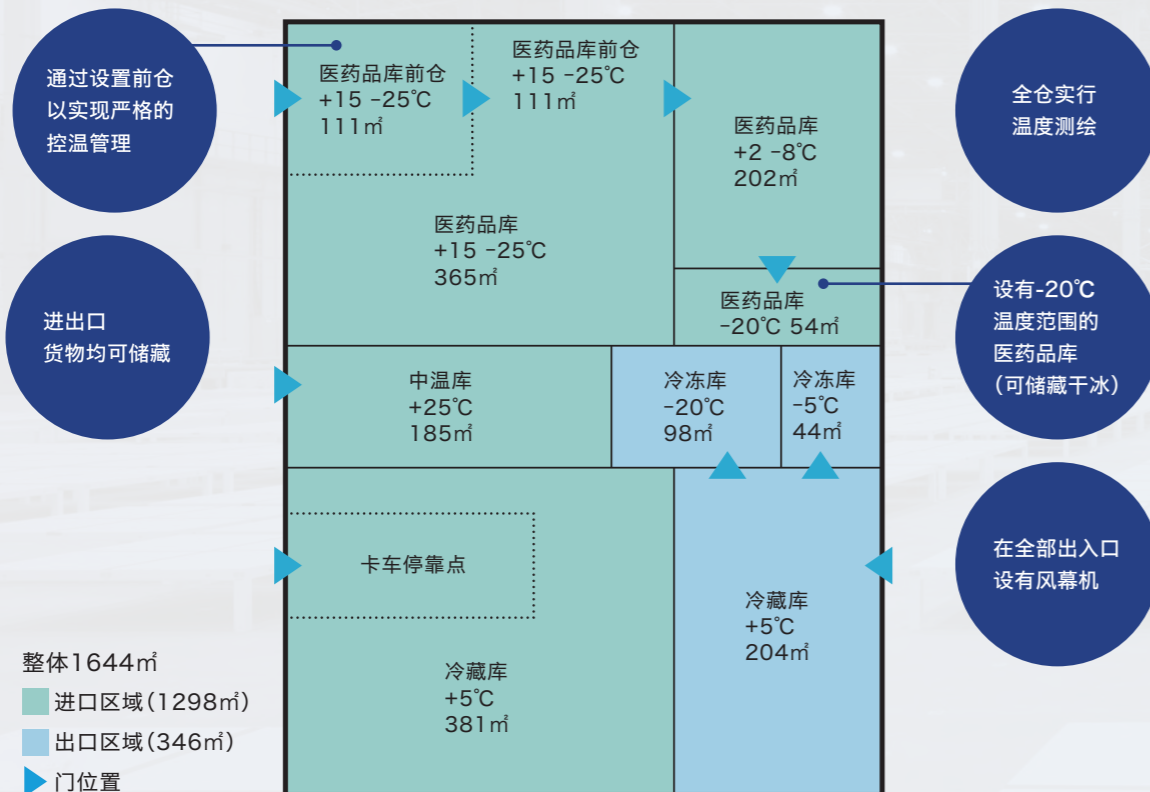 通过设置前仓
以实现严格的
控温管理
医药品库前仓
+15 -25℃
111㎡
医药品库前仓
+15 -25℃
111㎡
医药品库
+2 -8℃
202㎡
全仓实行
温度测绘
医药品库
+15 -25℃
365㎡
医药品库
-20℃ 54㎡
进出口
货物均可储藏
设有-20℃
温度范围的
医药品库
(可储藏干冰)
中温库
+25℃
185㎡
冷冻库
-20℃
98㎡
冷冻库
-5℃
44㎡
卡车停靠点
在全部出入口
设有风幕机
冷藏库
+5℃
204㎡
冷藏库
+5℃
381㎡
整体1644㎡
进口区域(1298㎡)
出口区域(346㎡)
门位置